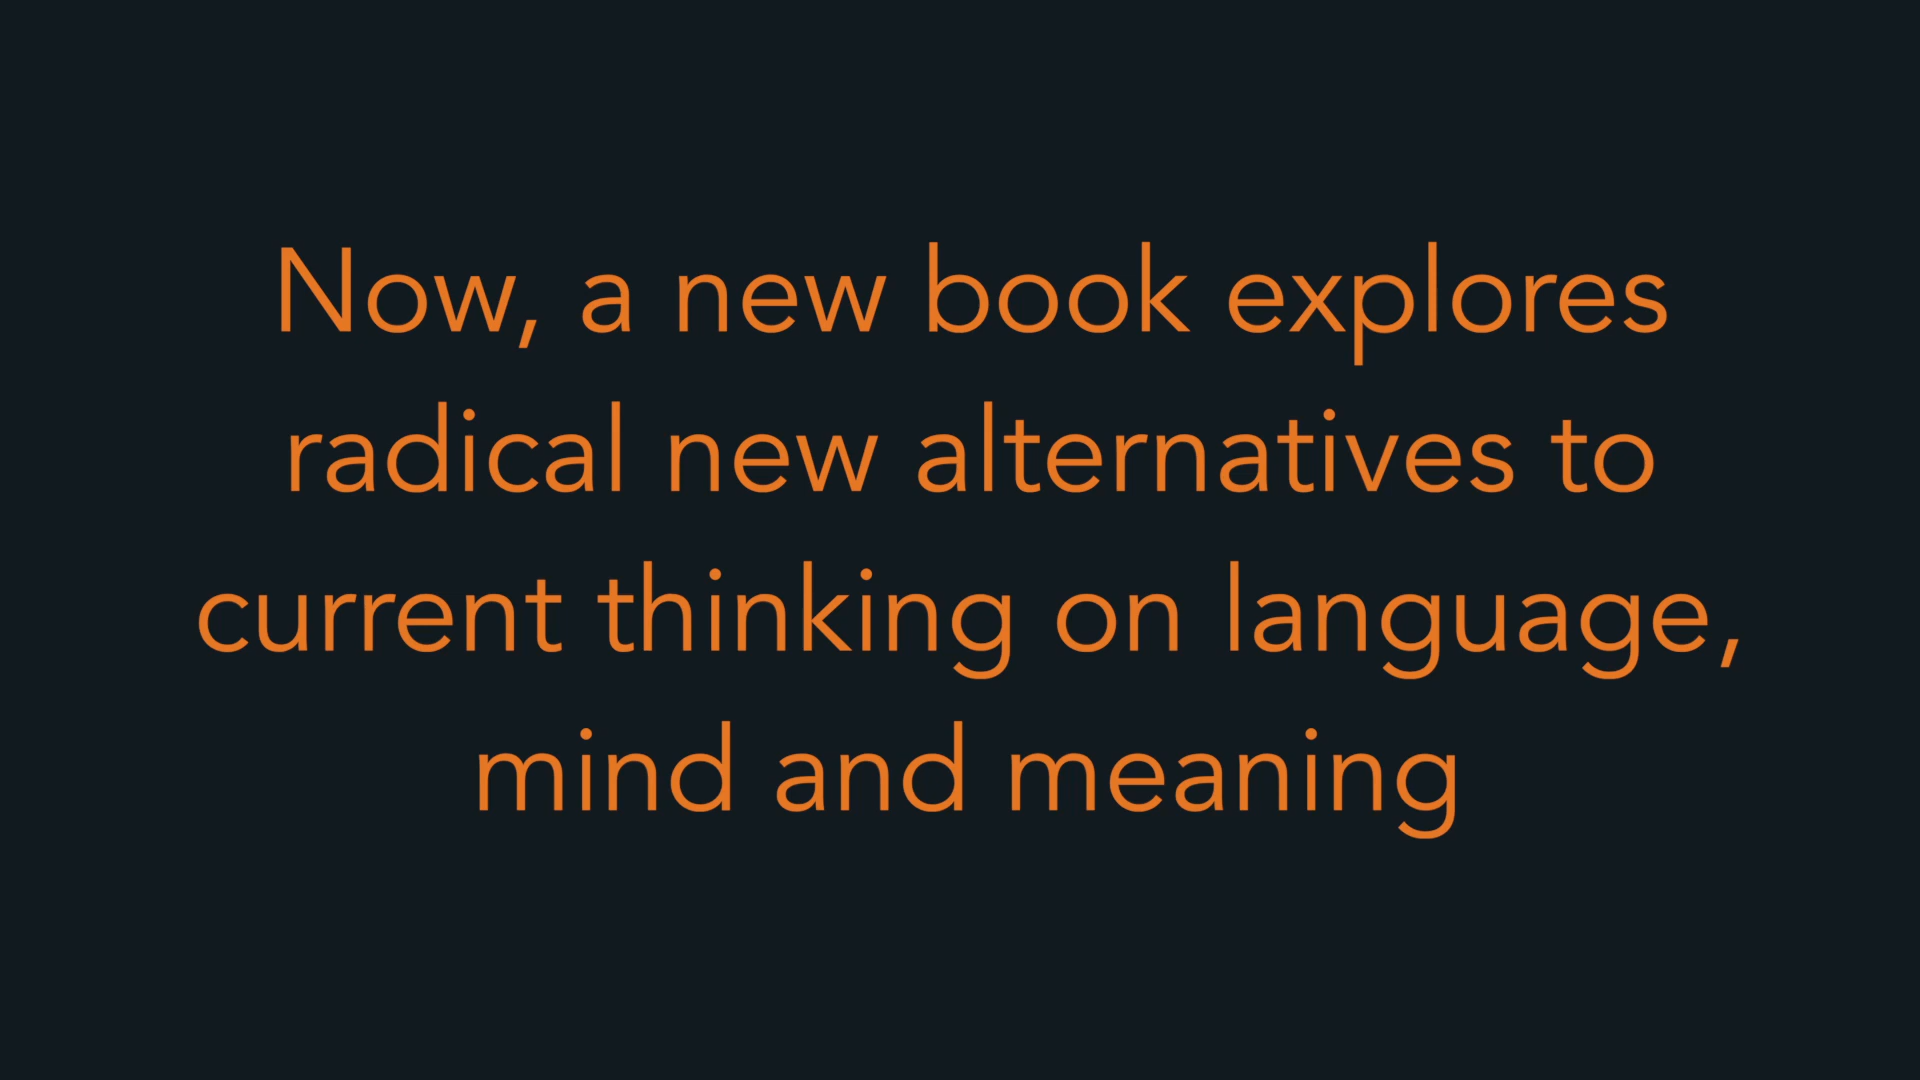 Now, a new book explores
radical new alternatives to
current thinking on language,
mind and meaning